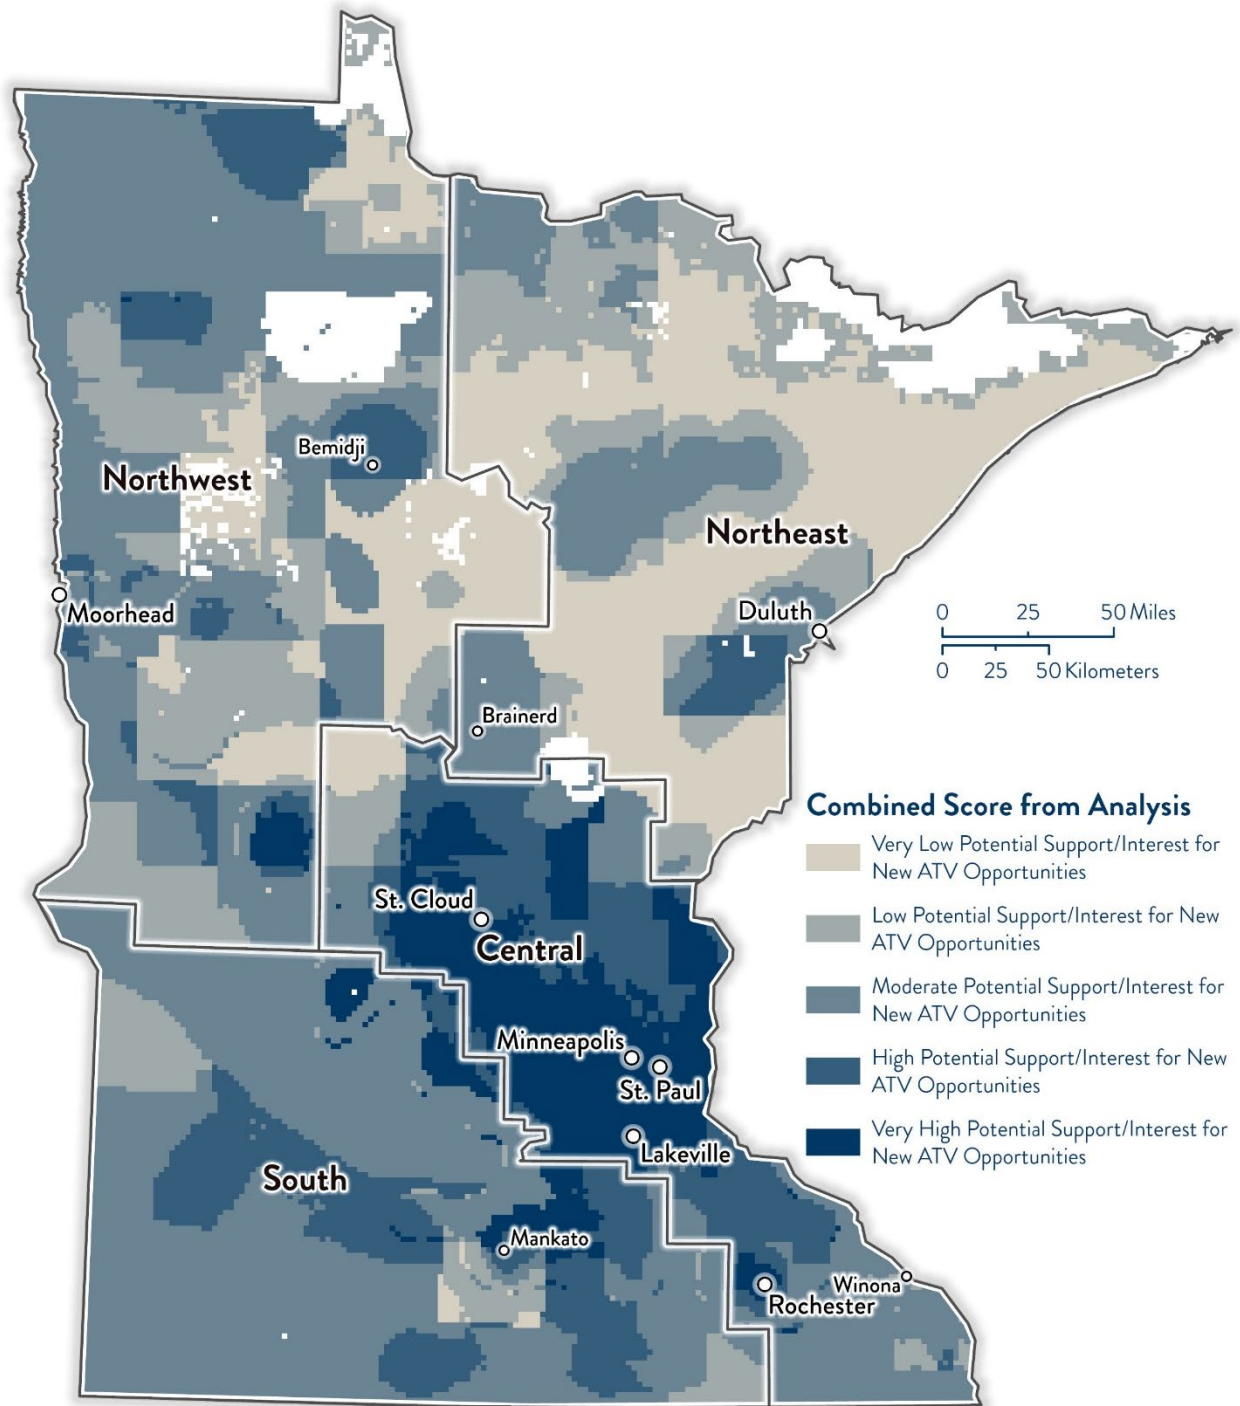 Bemidji
Northwest
Northeast
Moorhead
Duluth
0 25 50 Miles
0 25 50 Kilometers
Brainerd
Combined Score from Analysis
Very Low Potential Support/Interest for
New ATV Opportunities
Low Potential Support/Interest for New
ATV Opportunities
Moderate Potential Support/Interest for
New ATV Opportunities
High Potential Support/Interest for New
ATV Opportunities
Very High Potential Support/Interest for
New ATV Opportunities
St. Cloud
Central
Minneapolis
St. Paul
Lakeville
South
Mankato
Winona
Rochester